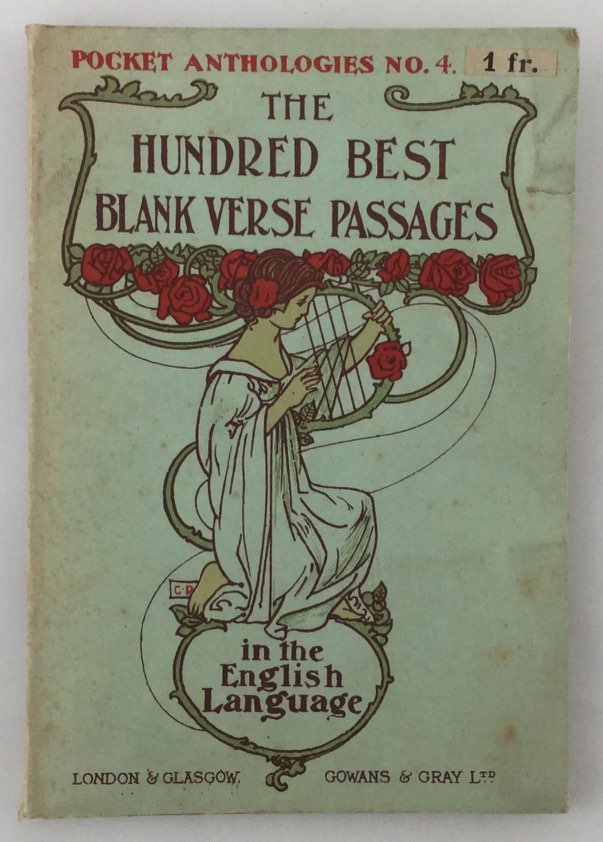 POCKET ANTHOLOGIES NO. 4. 1 fr.
THE
HUNDRED BEST
BLANK VERSE PASSAGES
in the
English
Language
LONDON & GLASGOW. GOWANS & GRAY LTD